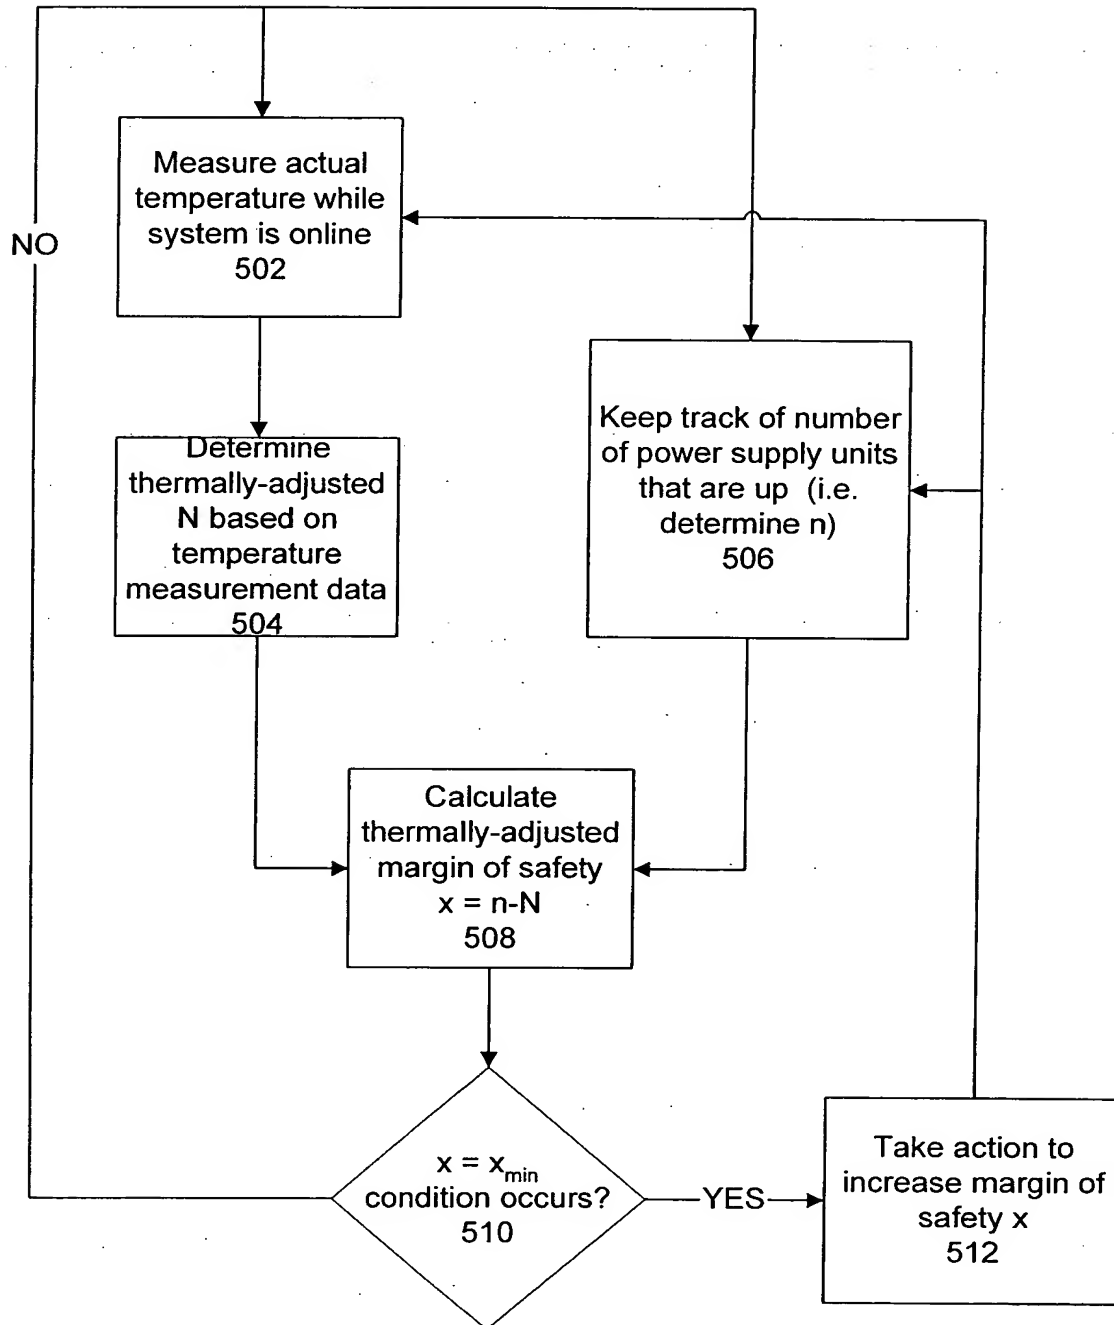 Measure actual
temperature while
system is online
502
NO
Keep track of number
of power supply units
that are up (i.e.
determine n)
506
Determine
thermally-adjusted
N based on
temperature
measurement data
504
Calculate
thermally-adjusted
margin of safety
x = n-N
508
x = xmin
condition occurs?
510
YES
Take action to
increase margin of
safety x
512